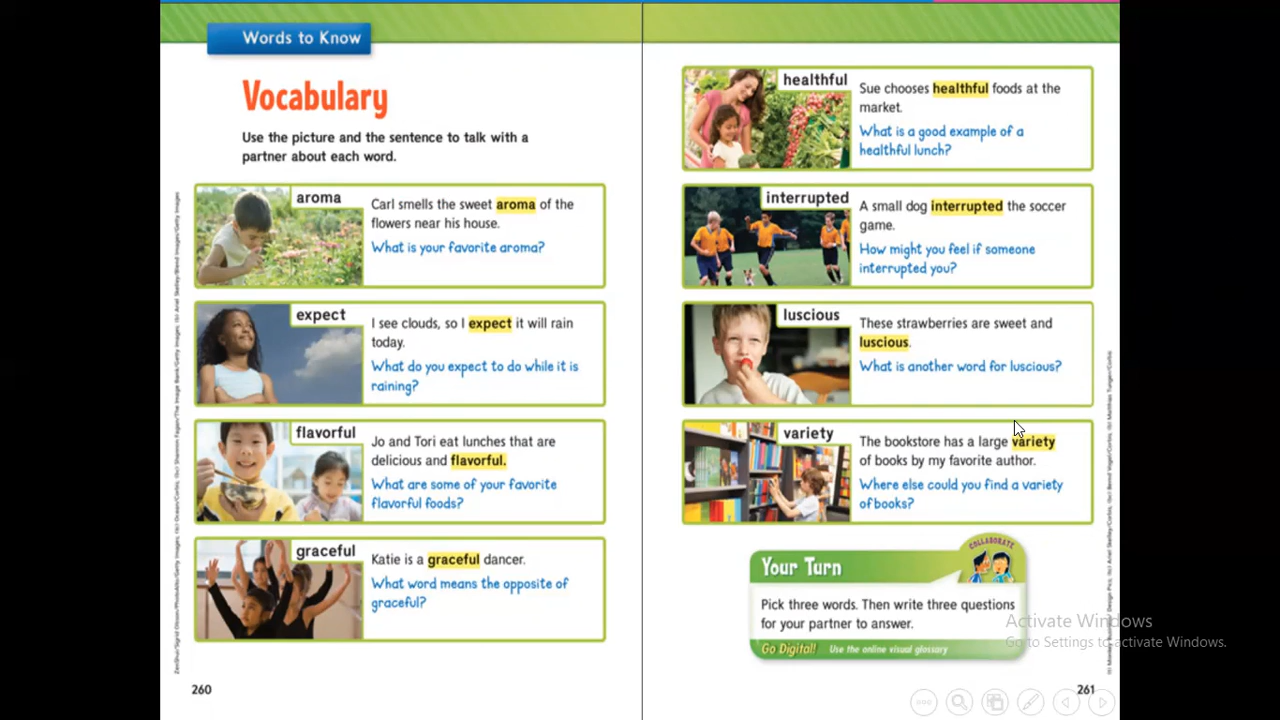 Words to Know
Vocabulary
Use the picture and the sentence to talk with a
partner about each word.
aroma
Carl smells the sweet aroma of the
flowers near his house.
What is your favorite aroma?
expect
I see clouds, so I expect it will rain
today.
What do you expect to do while it is
raining?
flavorful
Jo and Tori eat lunches that are
delicious and flavorful.
What are some of your favorite
flavorful foods?
graceful
Katie is a graceful dancer.
What word means the opposite of
graceful?
260
healthful
Sue chooses healthful foods at the
market.
What is a good example of a
healthful lunch?
interrupted
A small dog interrupted the soccer
game.
How might you feel if someone
interrupted you?
luscious
These strawberries are sweet and
luscious.
What is another word for luscious?
variety
The bookstore has a large variety
of books by my favorite author.
Where else could you find a variety
of books?
COLLABORATE
Your Turn
Pick three words. Then write three questions
for your partner to answer.
Go Digital! Use the online visual glossary
261
Activate Windows
Go to Settings to activate Windows.